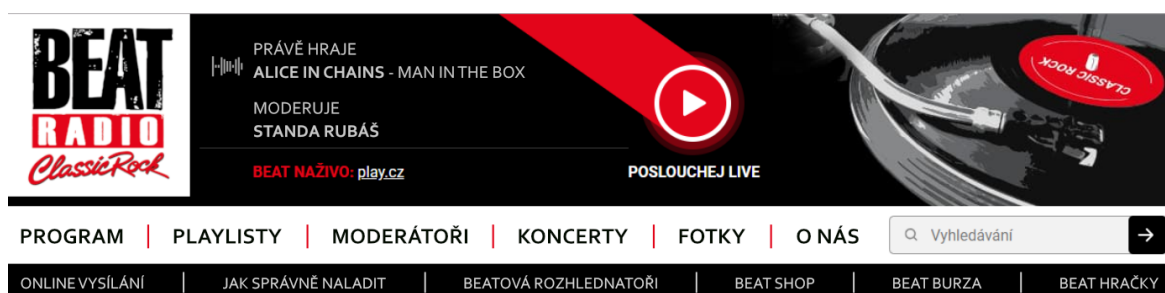 BEAT
RADIO
ClassicRock
PRÁVĚ HRAJE
ALICE IN CHAINS - MAN IN THE BOX
MODERUJE
STANDA RUBÁŠ
BEAT NAŽIVO: play.cz
POSLOUCHEJ LIVE
CLASSIC ROCK
PROGRAM | PLAYLISTY | MODERÁTOŘI | KONCERTY | FOTKY | O NÁS
Vyhledávání
ONLINE VYSÍLÁNÍ | JAK SPRÁVNĚ NALADIT | BEATOVÁ ROZHLEDNATOŘI | BEAT SHOP | BEAT BURZA | BEAT HRAČKY